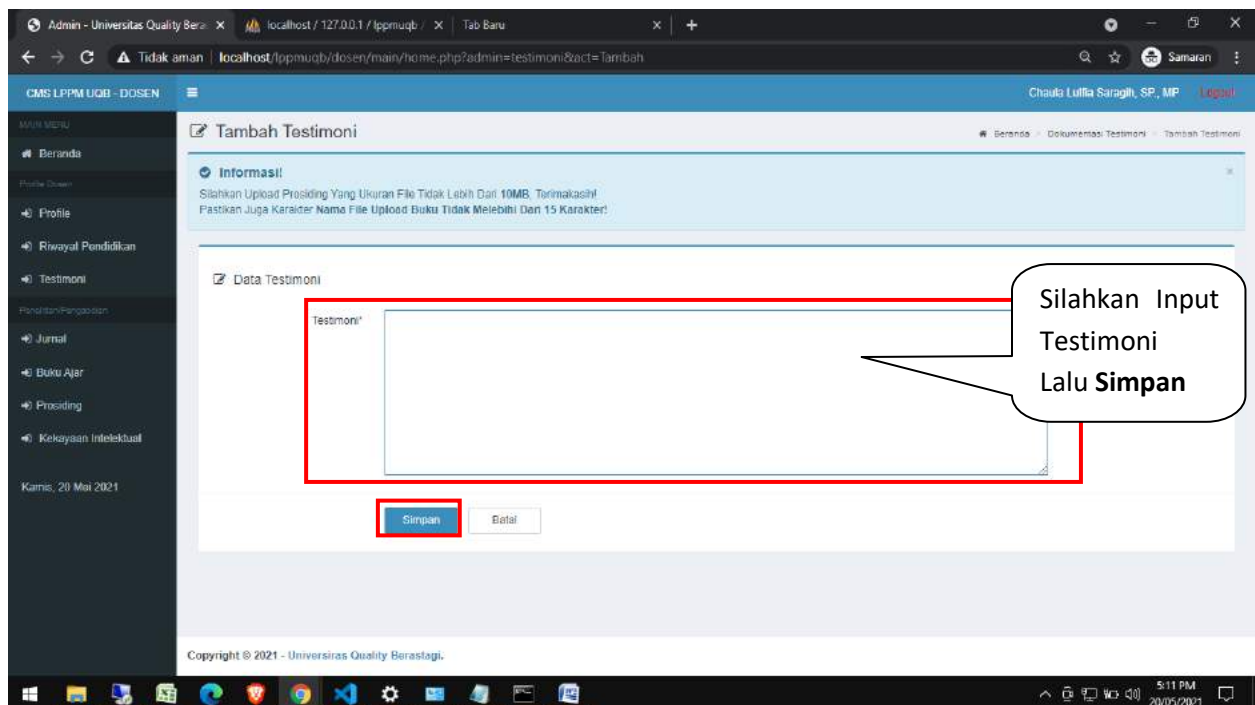 Admin - Universitas Quality Bera
localhost / 127.0.0.1 / lppmuqb /
Tab Baru
Tidak aman
localhost/lppmuqb/dosen/main/home.php?admin=testimoni&act=Tambah
Samaran
CMS LPPM UQB - DOSEN
Chaula Lutfia Saragih, SP., MP
Logout
MAIN MENU
Beranda
Profile Dosen
Profile
Riwayat Pendidikan
Testimoni
Penelitian/Pengabdian
Jurnal
Buku Ajar
Prosiding
Kekayaan Intelektual
Kamis, 20 Mei 2021
Tambah Testimoni
Beranda > Dokumentasi Testimoni > Tambah Testimoni
Informasi!
Silahkan Upload Prosiding Yang Ukuran File Tidak Lebih Dari 10MB, Terimakasih!
Pastikan Juga Karakter Nama File Upload Buku Tidak Melebihi Dari 15 Karakter!
Data Testimoni
Testimoni*
Silahkan Input
Testimoni
Lalu Simpan
Simpan
Batal
Copyright © 2021 - Universiras Quality Berastagi.
5:11 PM
20/05/2021